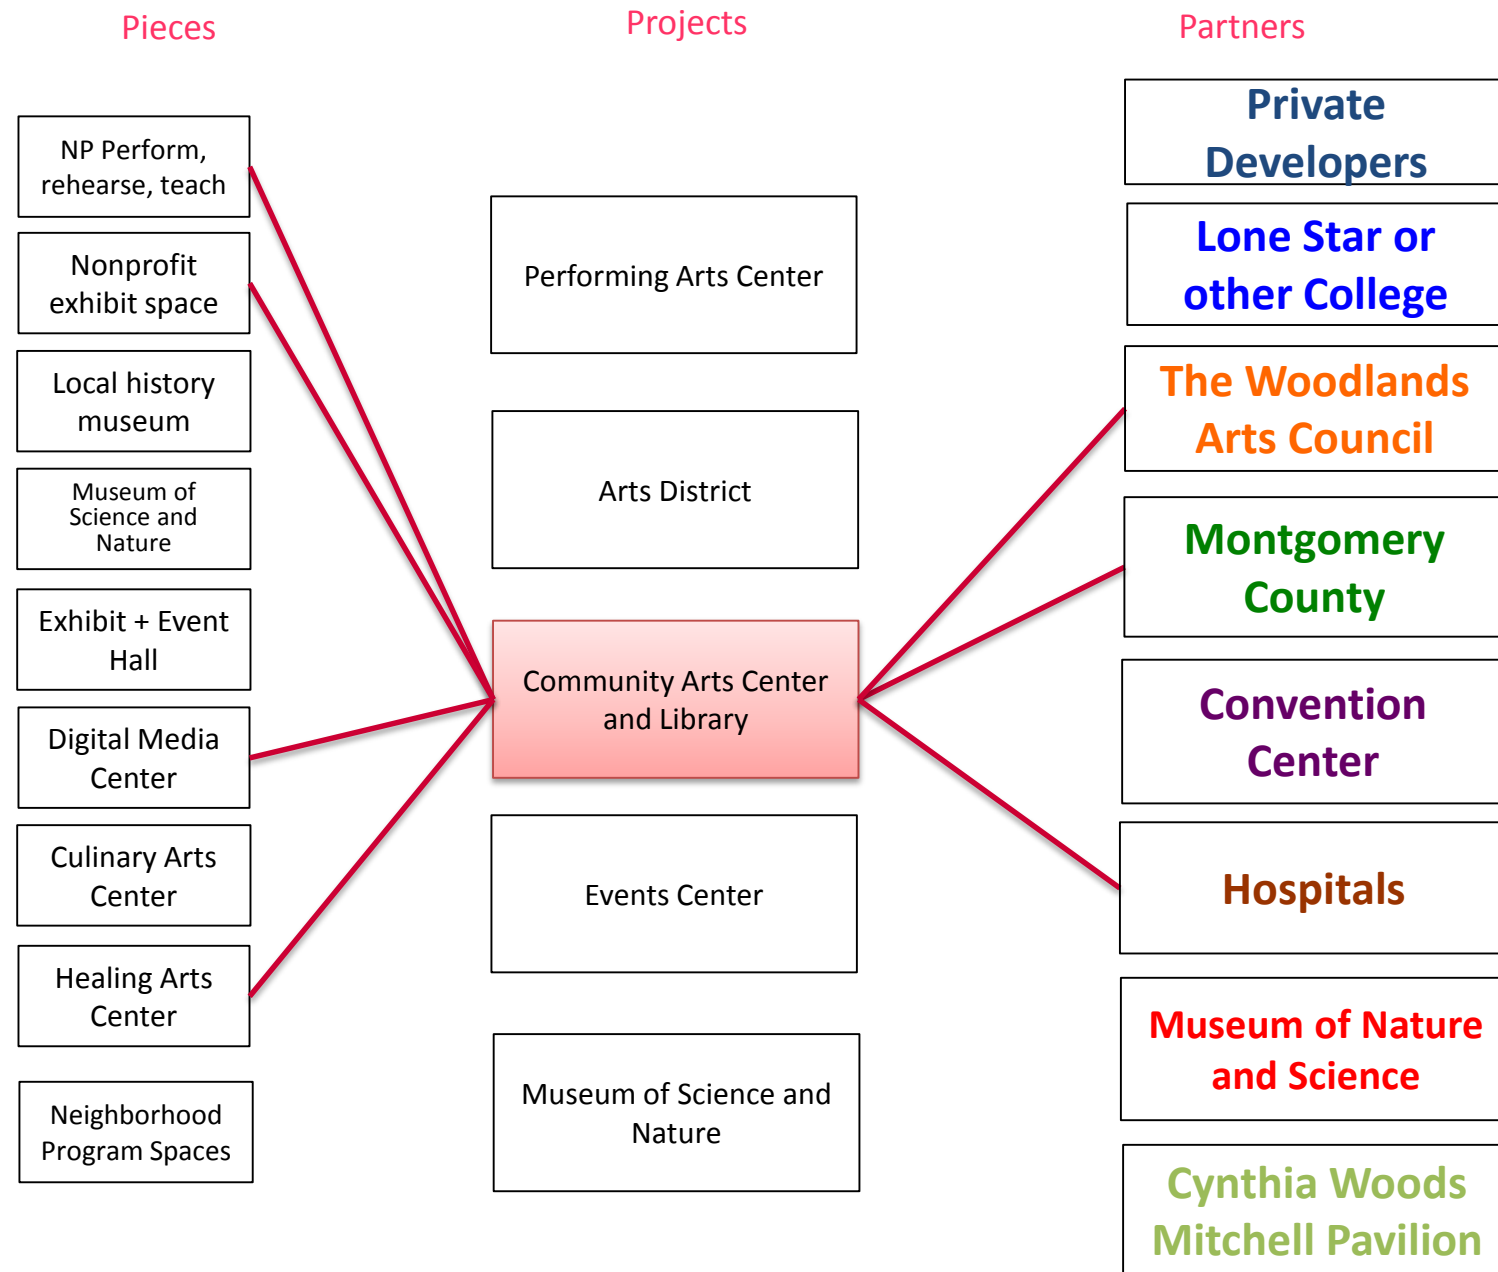 Pieces
Projects
Partners
NP Perform,
rehearse, teach
Nonprofit
exhibit space
Local history
museum
Museum of
Science and
Nature
Exhibit + Event
Hall
Digital Media
Center
Culinary Arts
Center
Healing Arts
Center
Neighborhood
Program Spaces
Performing Arts Center
Arts District
Community Arts Center
and Library
Events Center
Museum of Science and
Nature
Private
Developers
Lone Star or
other College
The Woodlands
Arts Council
Montgomery
County
Convention
Center
Hospitals
Museum of Nature
and Science
Cynthia Woods
Mitchell Pavilion